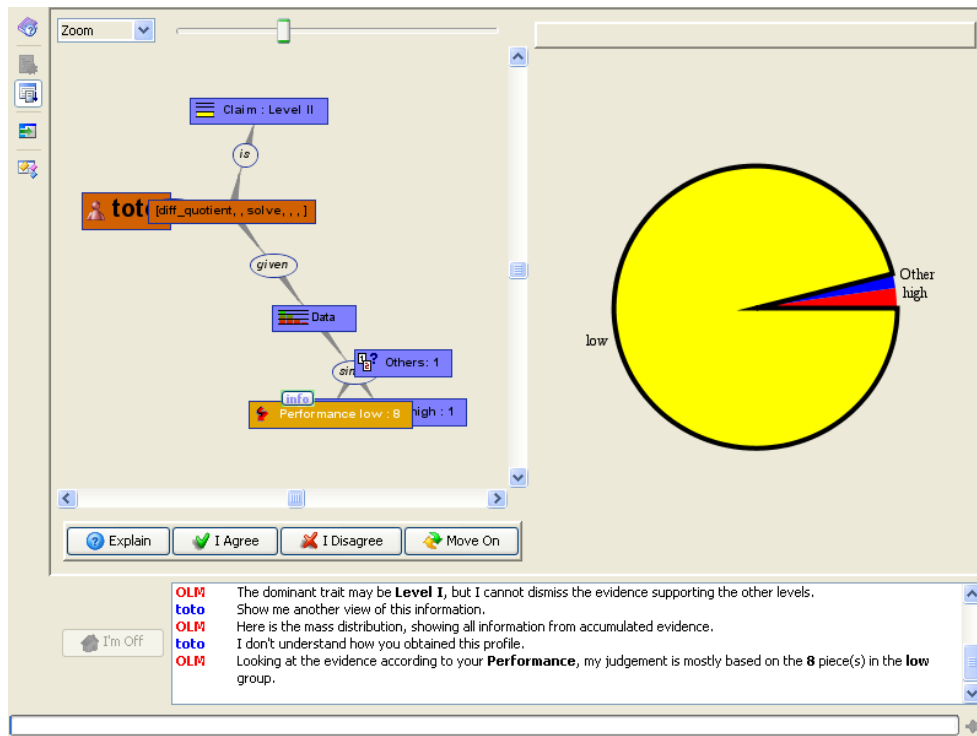 Zoom
Claim : Level II
is
toto
[diff_quotient, , solve, , , ]
given
Data
sin
Others: 1
info
Performance low : 8
high : 1
Other
high
low
Explain
I Agree
I Disagree
Move On
I'm Off
OLM The dominant trait may be Level I, but I cannot dismiss the evidence supporting the other levels.
toto Show me another view of this information.
OLM Here is the mass distribution, showing all information from accumulated evidence.
toto I don't understand how you obtained this profile.
OLM Looking at the evidence according to your Performance, my judgement is mostly based on the 8 piece(s) in the low
group.